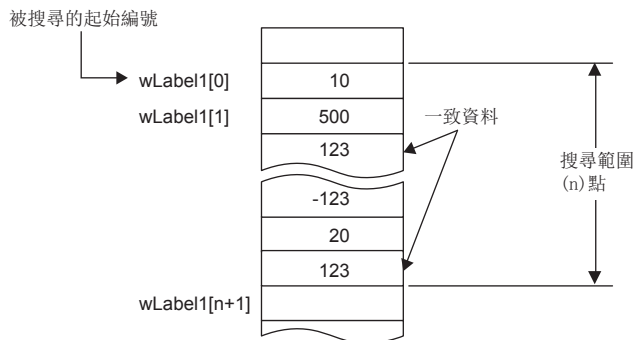 被搜尋的起始編號
wLabel1[0]
10
wLabel1[1]
500
一致資料
123
搜尋範圍
(n)點
-123
20
123
wLabel1[n+1]